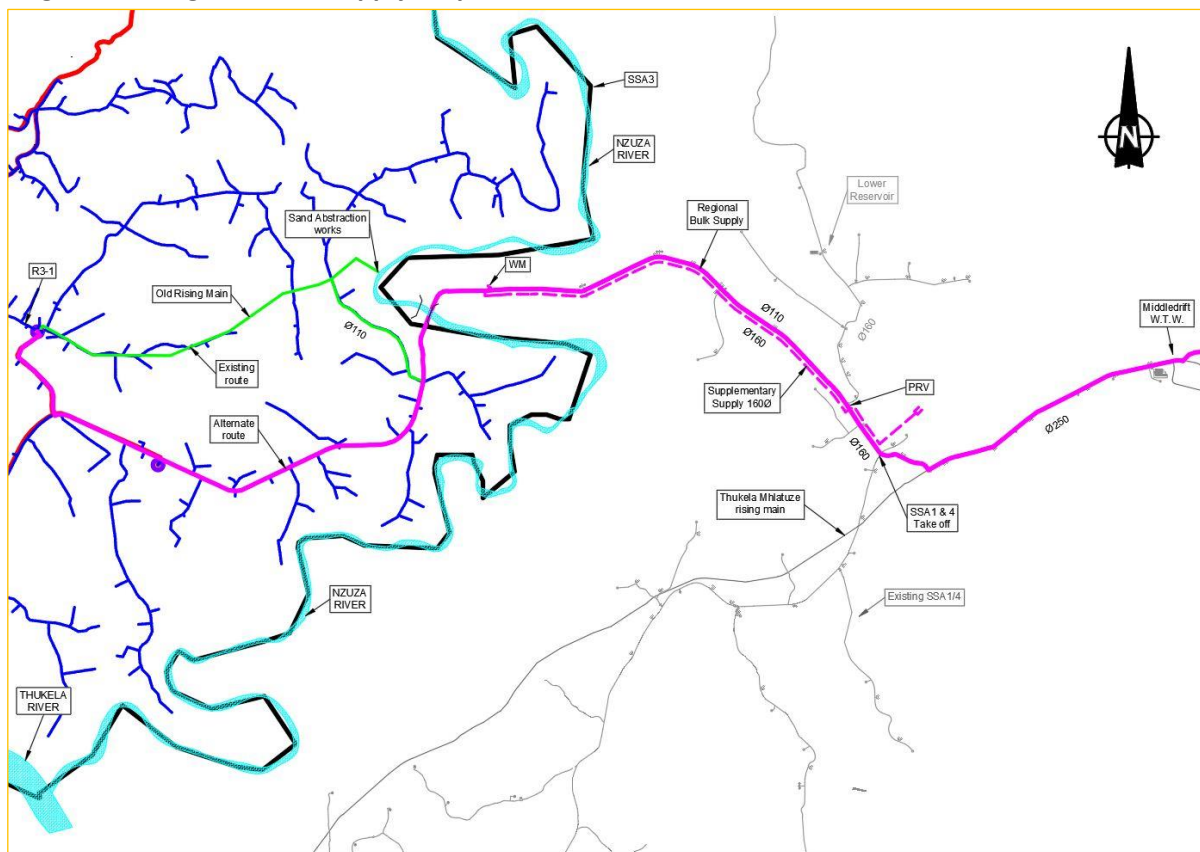 SSA3
NZUZA
RIVER
Lower
Reservoir
Regional
Bulk Supply
Sand Abstraction
works
WM
R3-1
Old Rising Main
Ø110
Existing
route
Ø110
Ø160
Ø160
Middledrift
W.T.W.
Supplementary
Supply 160Ø
PRV
Ø250
Alternate
route
Ø160
Thukela Mhlatuze
rising main
SSA1 & 4
Take off
NZUZA
RIVER
Existing SSA1/4
THUKELA
RIVER
N